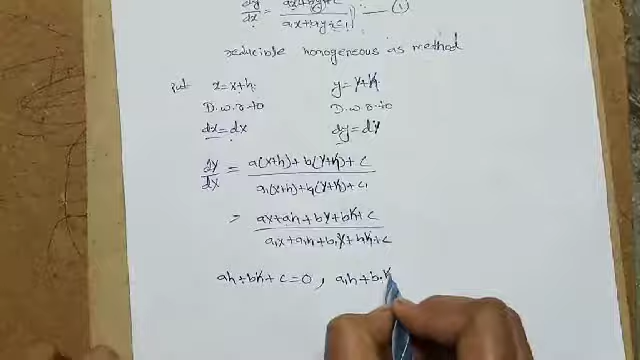 dy/dx = ax+by+c / a₁x+b₁y+c₁ — (1)
reducible homogeneous as method
put x=X+h y=Y+k
D.w.r.to D.w.r.to
dx=dX dy=dY
dY/dX = a(X+h)+b(Y+k)+c / a₁(X+h)+b₁(Y+k)+c₁
= aX+ah+bY+bk+c / a₁X+a₁h+b₁Y+b₁k+c
ah+bk+c=0, a₁h+b₁k